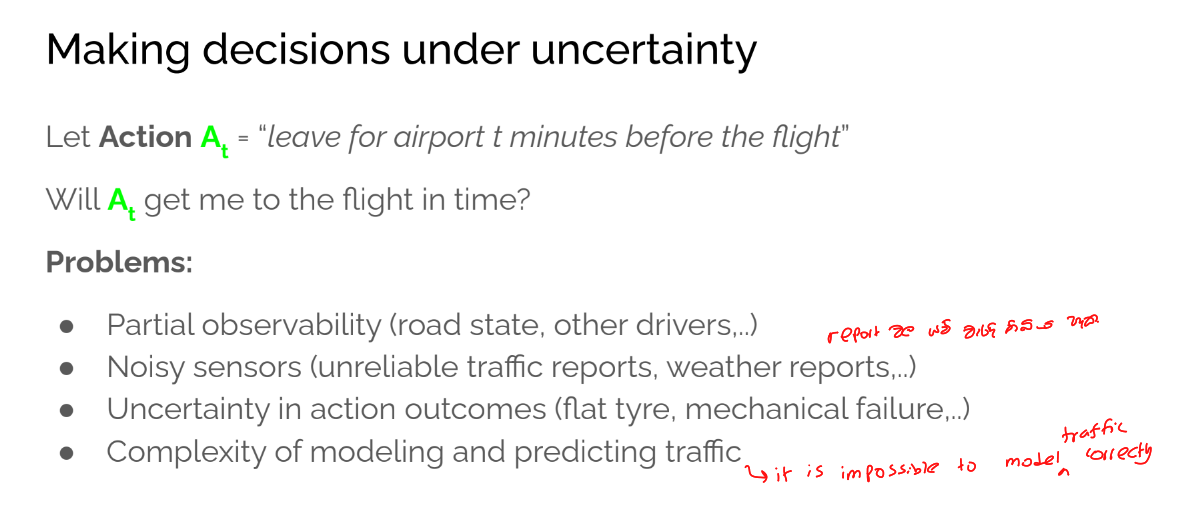 Making decisions under uncertainty
Let Action At = “leave for airport t minutes before the flight”
Will At get me to the flight in time?
Problems:
● Partial observability (road state, other drivers,..)
report
● Noisy sensors (unreliable traffic reports, weather reports,..)
● Uncertainty in action outcomes (flat tyre, mechanical failure,..)
● Complexity of modeling and predicting traffic
traffic
↳ it is impossible to model ^ correctly